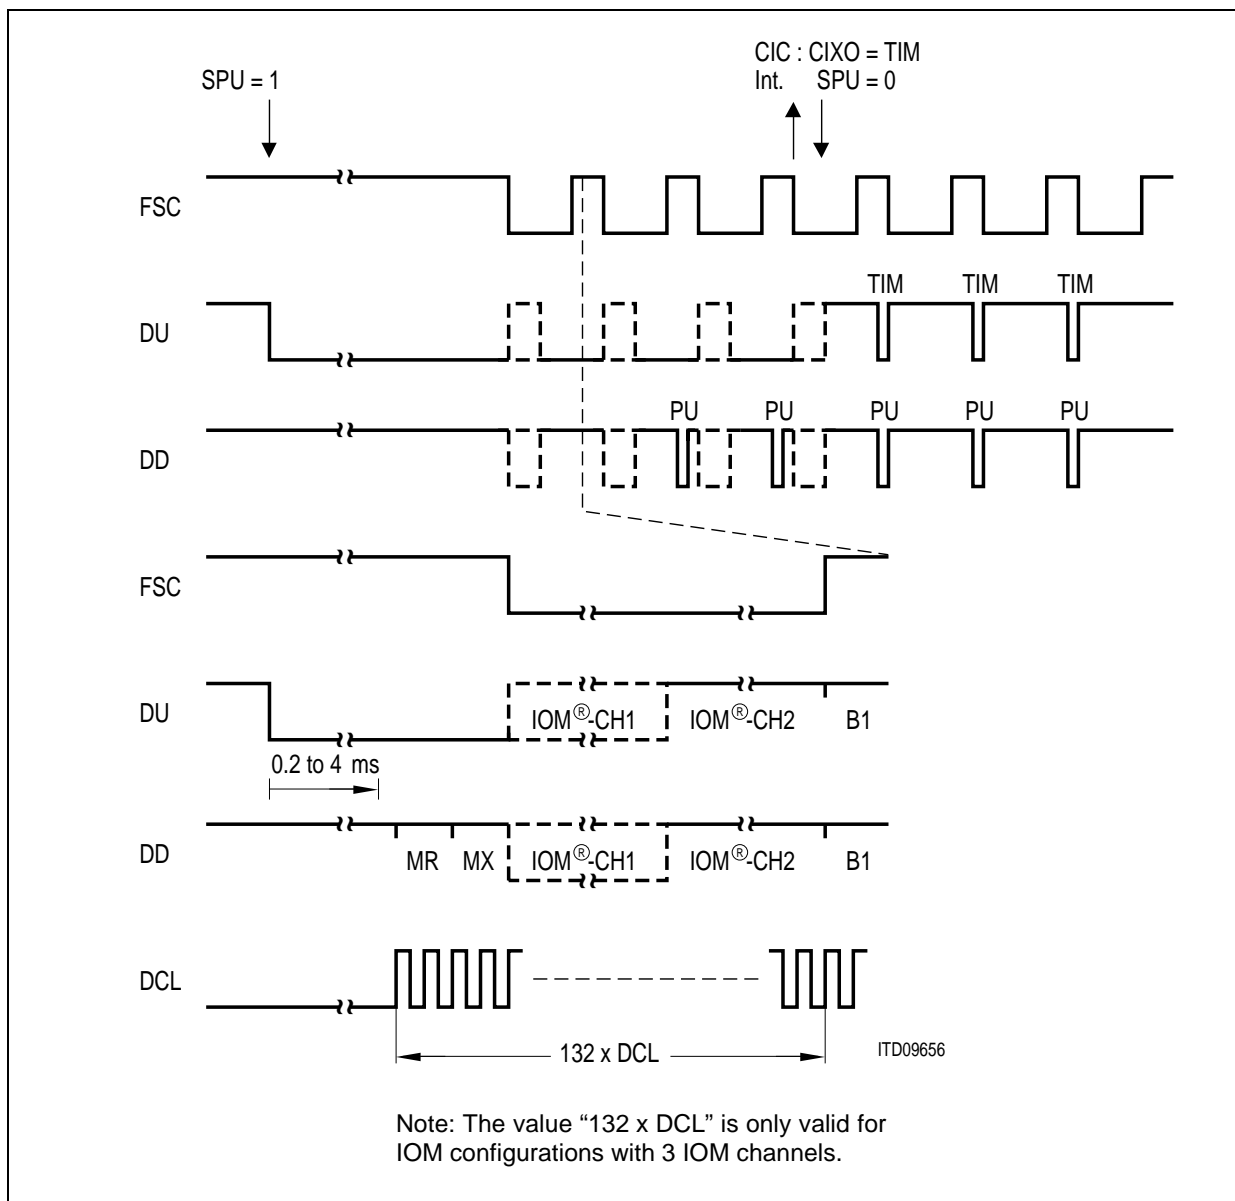 CIC : CIXO = TIM
SPU = 1
Int. SPU = 0
FSC
TIM TIM TIM
DU
PU PU PU PU PU
DD
FSC
DU
IOM®-CH1 IOM®-CH2 B1
0.2 to 4 ms
DD
MR MX IOM®-CH1 IOM®-CH2 B1
DCL
132 x DCL
ITD09656
Note: The value “132 x DCL” is only valid for
IOM configurations with 3 IOM channels.